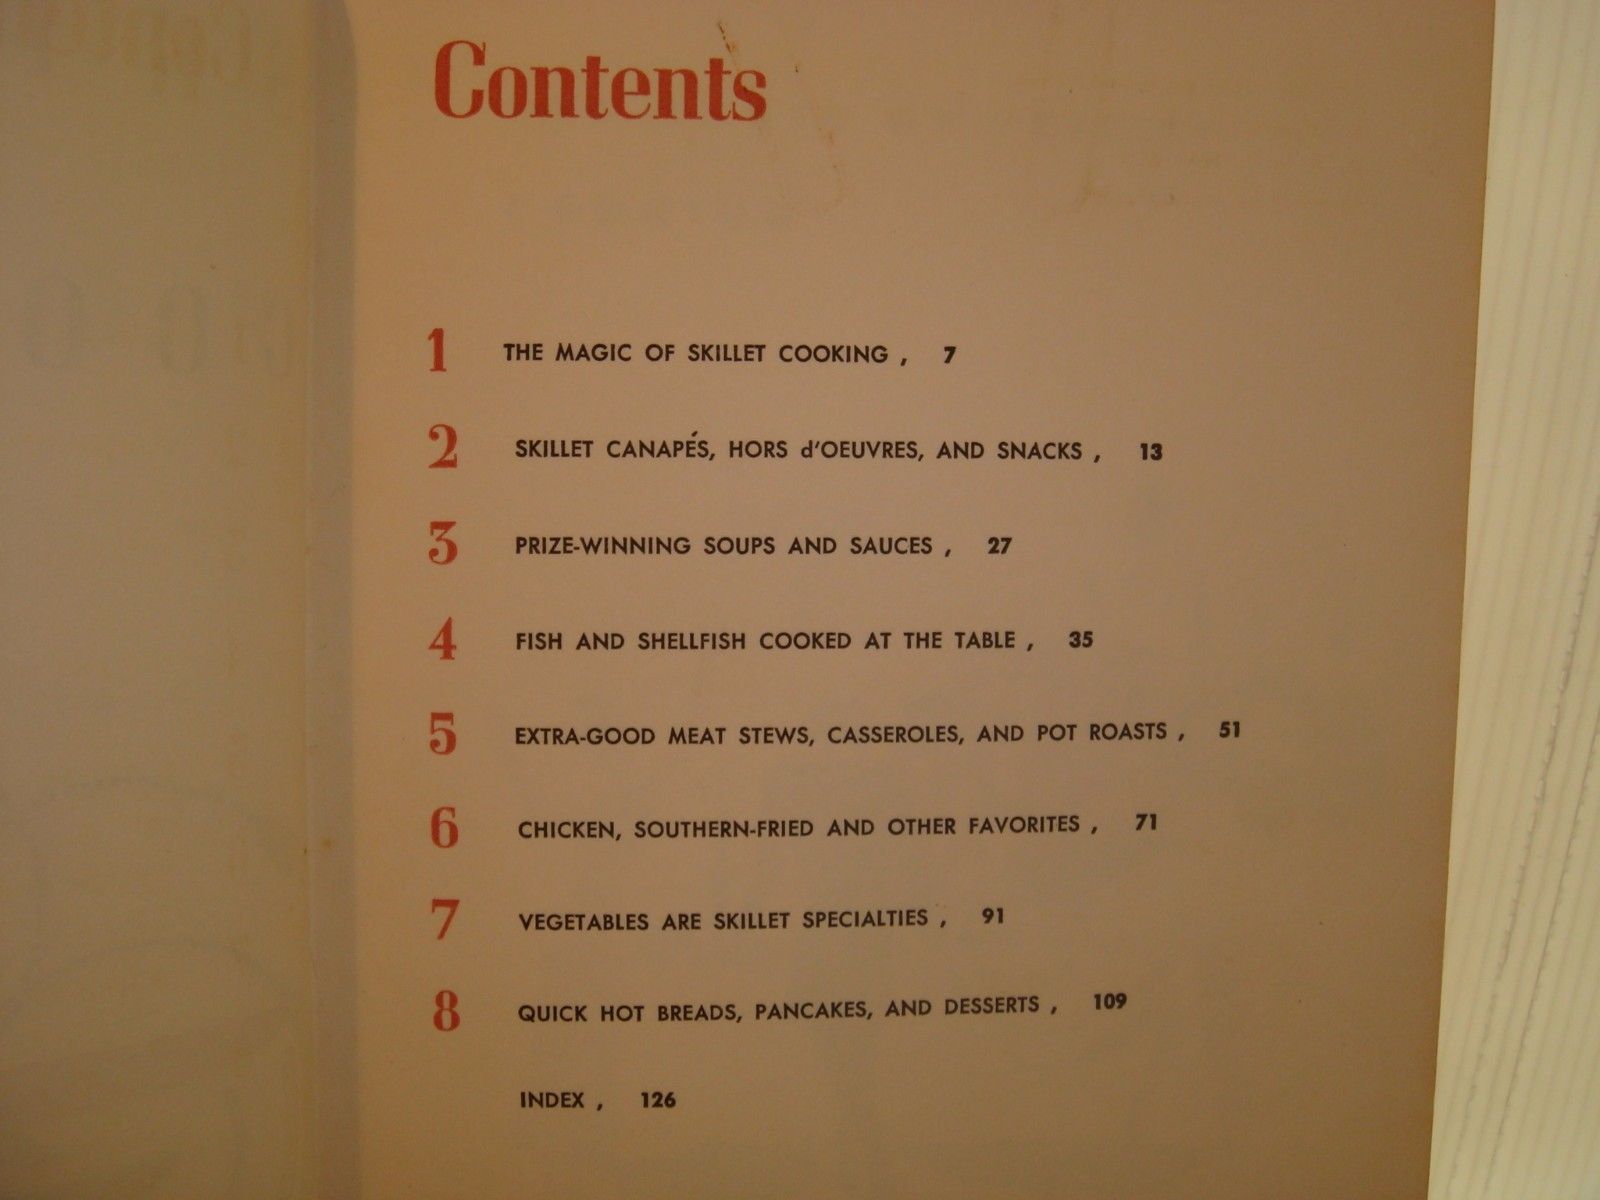 Contents
1 THE MAGIC OF SKILLET COOKING , 7
2 SKILLET CANAPÉS, HORS d'OEUVRES, AND SNACKS , 13
3 PRIZE-WINNING SOUPS AND SAUCES , 27
4 FISH AND SHELLFISH COOKED AT THE TABLE , 35
5 EXTRA-GOOD MEAT STEWS, CASSEROLES, AND POT ROASTS , 51
6 CHICKEN, SOUTHERN-FRIED AND OTHER FAVORITES , 71
7 VEGETABLES ARE SKILLET SPECIALTIES , 91
8 QUICK HOT BREADS, PANCAKES, AND DESSERTS , 109
INDEX , 126